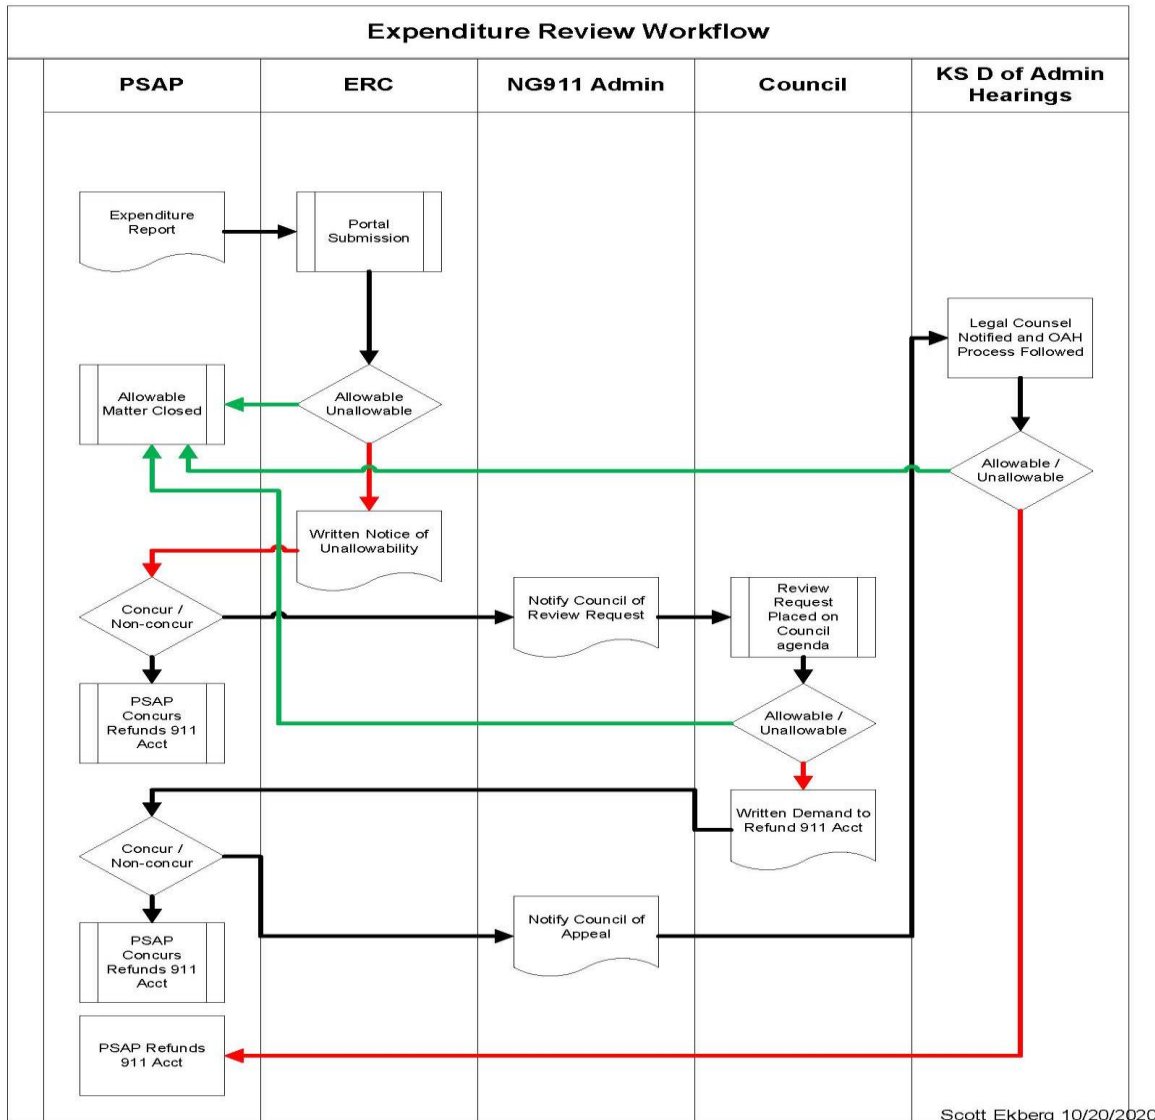 Expenditure Review Workflow
PSAP
ERC
NG911 Admin
Council
KS D of Admin
Hearings
Expenditure
Report
Portal
Submission
Legal Counsel
Notified and OAH
Process Followed
Allowable
Matter Closed
Allowable
Unallowable
Allowable /
Unallowable
Written Notice of
Unallowability
Concur /
Non-concur
Notify Council of
Review Request
Review
Request
Placed on
Council
agenda
PSAP
Concurs
Refunds 911
Acct
Allowable /
Unallowable
Written Demand to
Refund 911 Acct
Concur /
Non-concur
Notify Council of
Appeal
PSAP
Concurs
Refunds 911
Acct
PSAP Refunds
911 Acct
Scott Ekberg 10/20/2020